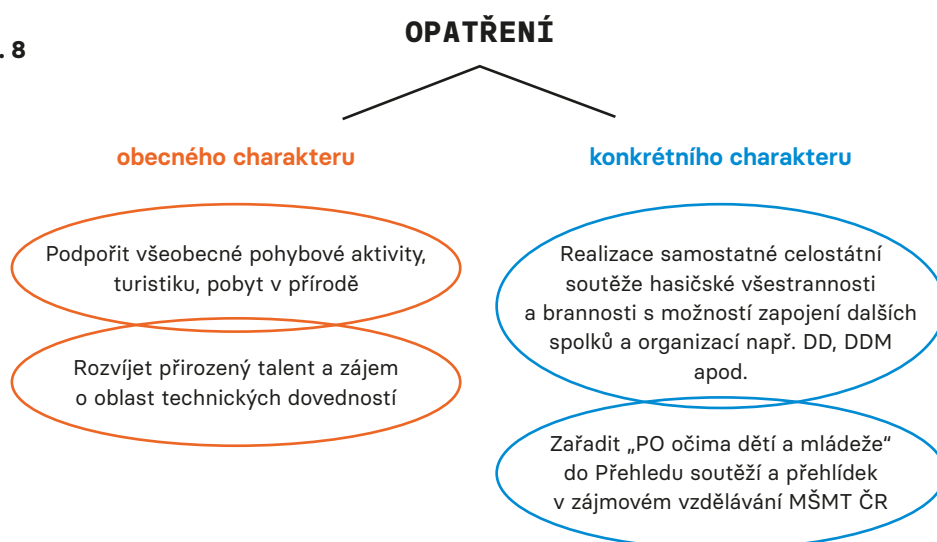 OPATŘENÍ
. 8
obecného charakteru
konkrétního charakteru
Podpořit všeobecné pohybové aktivity,
turistiku, pobyt v přírodě
Rozvíjet přirozený talent a zájem
o oblast technických dovedností
Realizace samostatné celostátní
soutěže hasičské všestrannosti
a brannosti s možností zapojení dalších
spolků a organizací např. DD, DDM
apod.
Zařadit „PO očima dětí a mládeže“
do Přehledu soutěží a přehlídek
v zájmovém vzdělávání MŠMT ČR